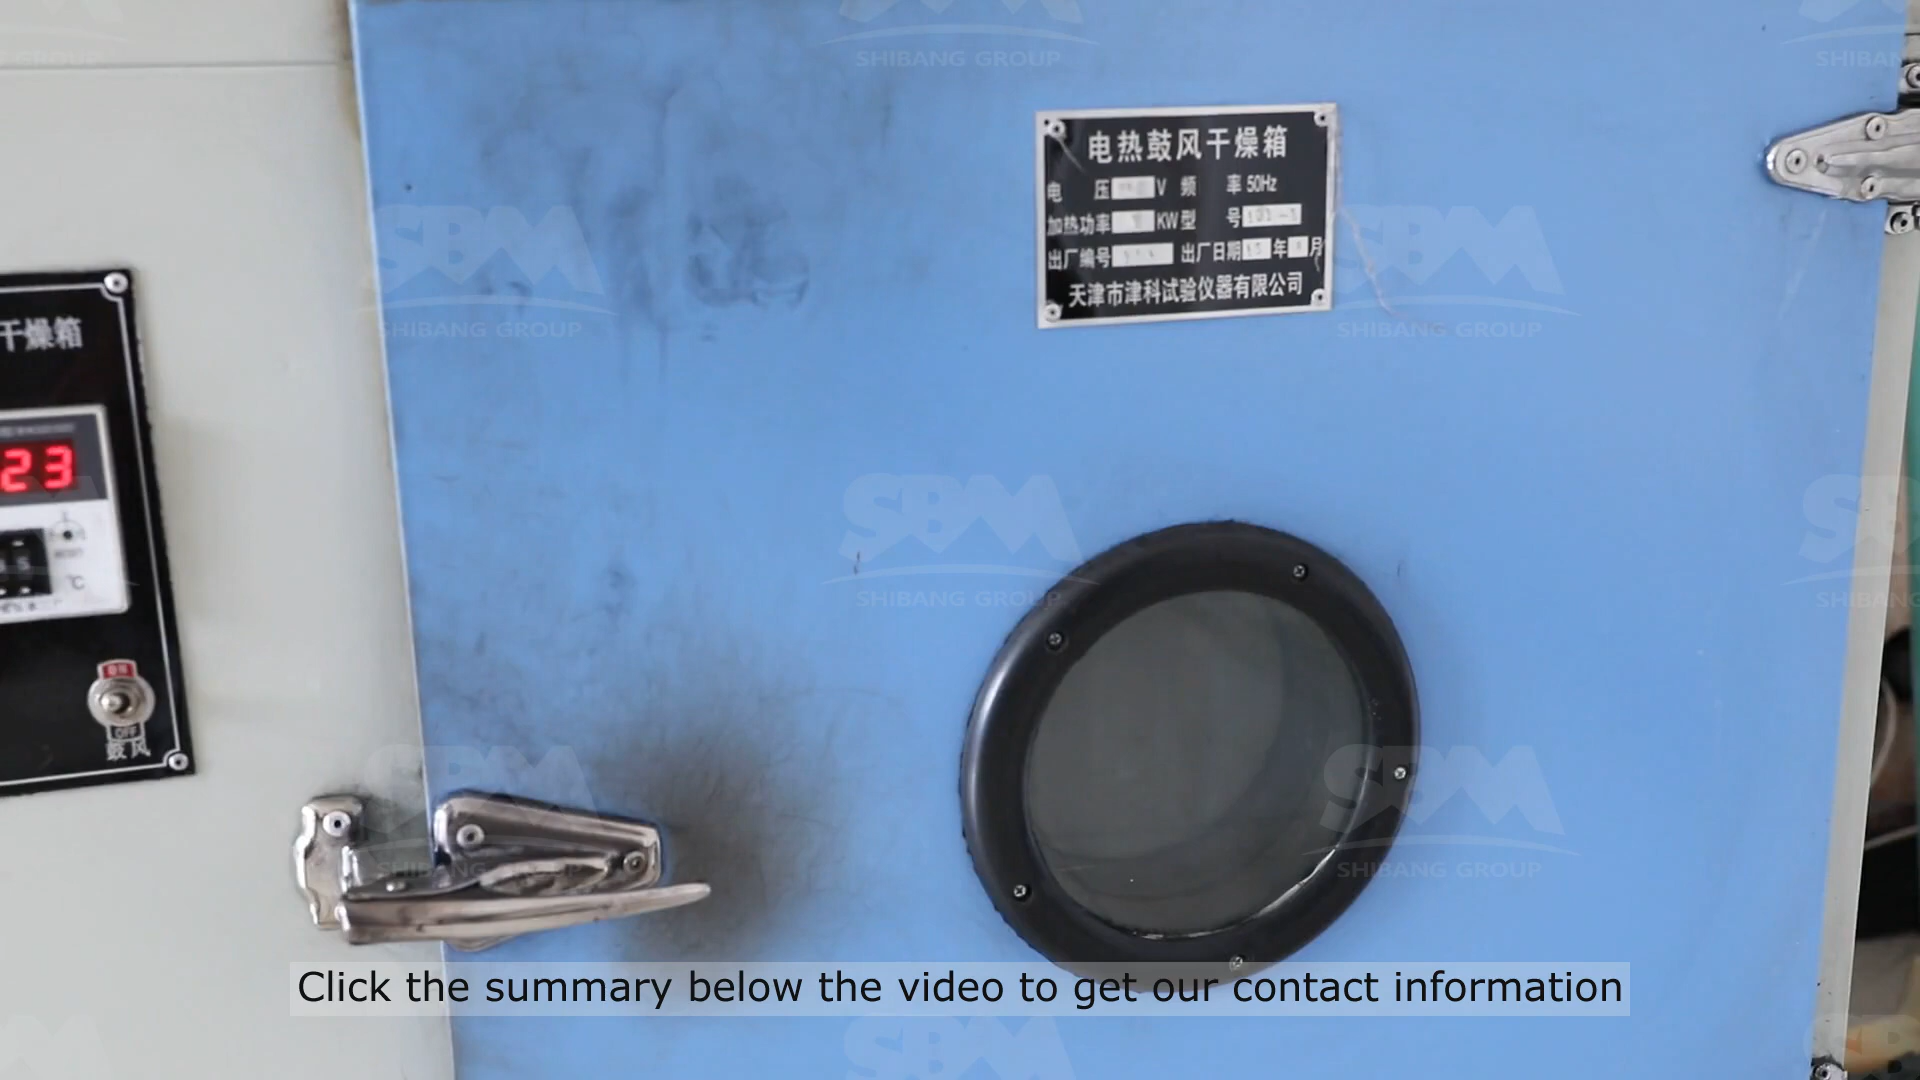 SBM
SHIBANG GROUP
电热鼓风干燥箱
电 压 V 频 率 50Hz
加热功率 KW 型 号
出厂编号 出厂日期 年 月
天津市津科试验仪器有限公司
干燥箱
23
℃
OFF
鼓风
Click the summary below the video to get our contact information